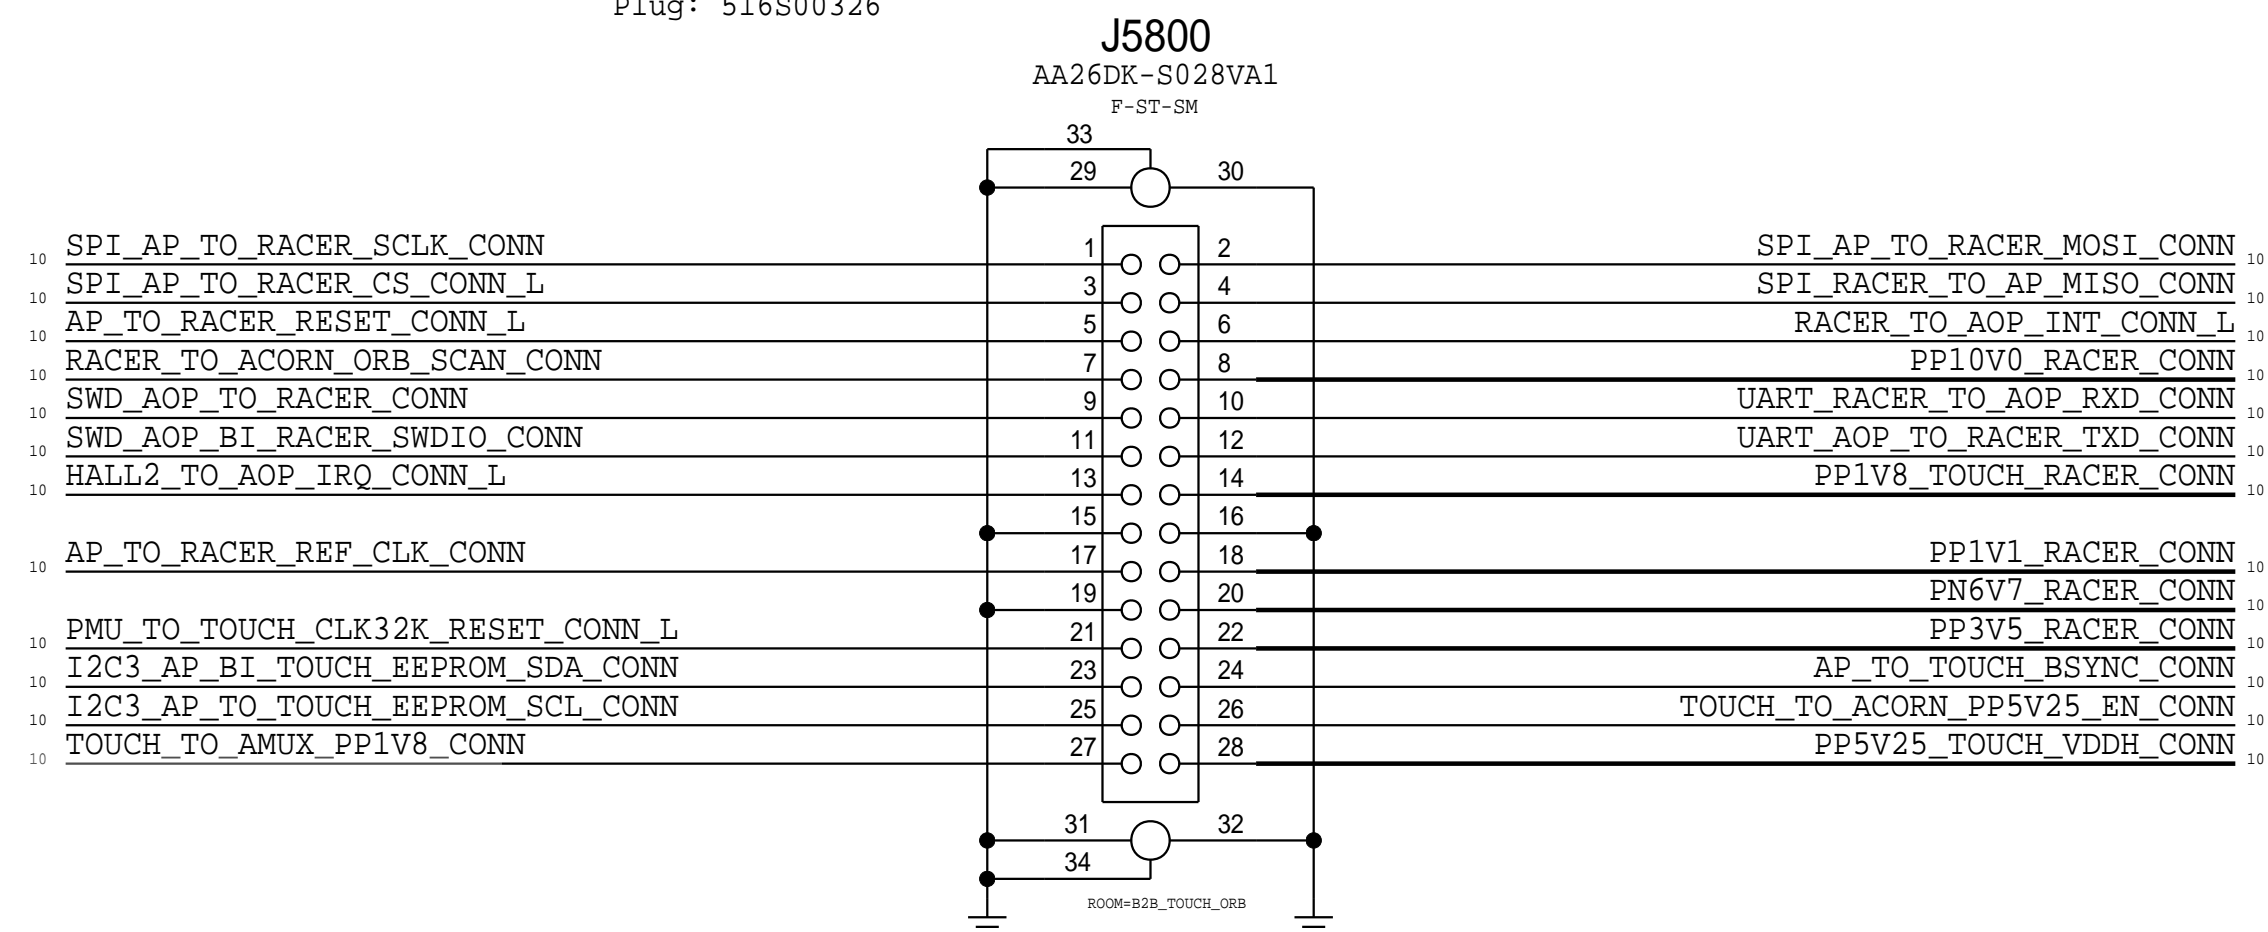 Plug: 516S00326
J5800
AA26DK-S028VA1
F-ST-SM
33
29 30
10 SPI_AP_TO_RACER_SCLK_CONN 1 2 SPI_AP_TO_RACER_MOSI_CONN 10
10 SPI_AP_TO_RACER_CS_CONN_L 3 4 SPI_RACER_TO_AP_MISO_CONN 10
10 AP_TO_RACER_RESET_CONN_L 5 6 RACER_TO_AOP_INT_CONN_L 10
10 RACER_TO_ACORN_ORB_SCAN_CONN 7 8 PP10V0_RACER_CONN 10
10 SWD_AOP_TO_RACER_CONN 9 10 UART_RACER_TO_AOP_RXD_CONN 10
10 SWD_AOP_BI_RACER_SWDIO_CONN 11 12 UART_AOP_TO_RACER_TXD_CONN 10
10 HALL2_TO_AOP_IRQ_CONN_L 13 14 PP1V8_TOUCH_RACER_CONN 10
15 16
10 AP_TO_RACER_REF_CLK_CONN 17 18 PP1V1_RACER_CONN 10
19 20 PN6V7_RACER_CONN 10
10 PMU_TO_TOUCH_CLK32K_RESET_CONN_L 21 22 PP3V5_RACER_CONN 10
10 I2C3_AP_BI_TOUCH_EEPROM_SDA_CONN 23 24 AP_TO_TOUCH_BSYNC_CONN 10
10 I2C3_AP_TO_TOUCH_EEPROM_SCL_CONN 25 26 TOUCH_TO_ACORN_PP5V25_EN_CONN 10
10 TOUCH_TO_AMUX_PP1V8_CONN 27 28 PP5V25_TOUCH_VDDH_CONN 10
31 32
34
ROOM=B2B_TOUCH_ORB